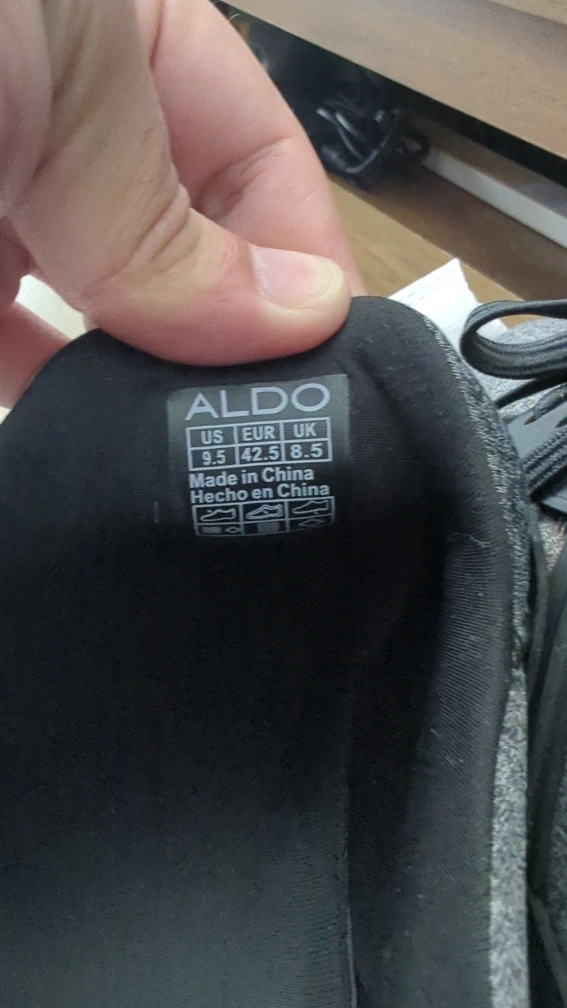 ALDO
US EUR UK
9.5 42.5 8.5
Made in China
Hecho en China